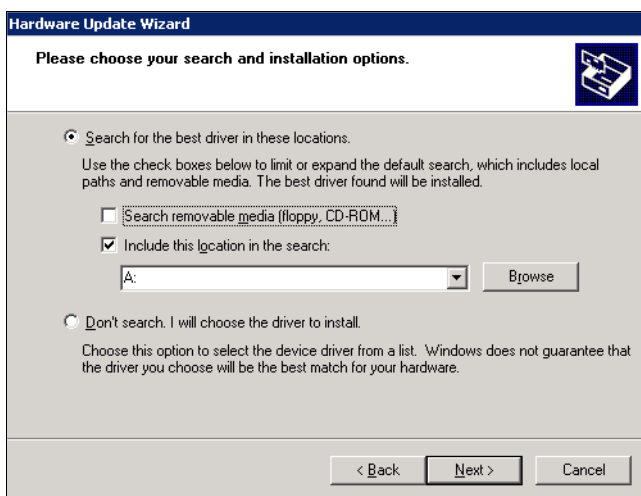 Hardware Update Wizard
Please choose your search and installation options.
Search for the best driver in these locations.
Use the check boxes below to limit or expand the default search, which includes local
paths and removable media. The best driver found will be installed.
Search removable media (floppy, CD-ROM...)
Include this location in the search:
A:
Browse
Don't search. I will choose the driver to install.
Choose this option to select the device driver from a list. Windows does not guarantee that
the driver you choose will be the best match for your hardware.
< Back
Next >
Cancel